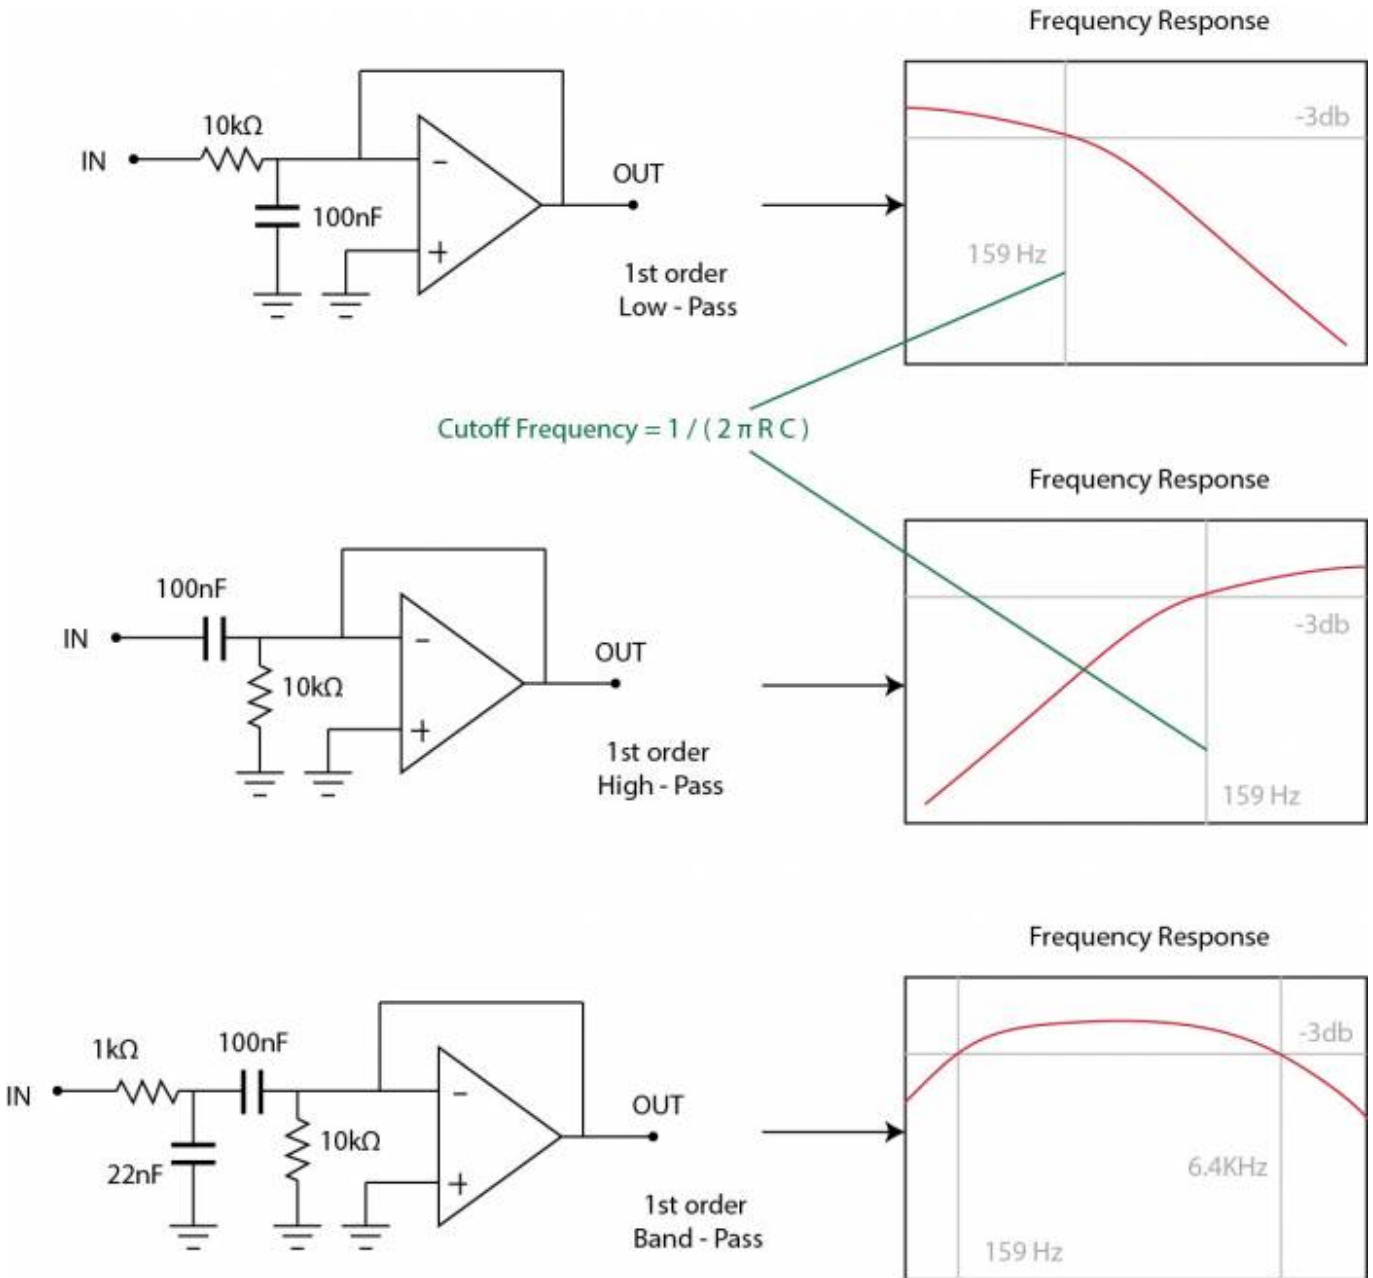 Frequency Response
10kΩ
IN
100nF
−
+
OUT
1st order
Low - Pass
-3db
159 Hz
Cutoff Frequency = 1 / ( 2 π R C )
Frequency Response
100nF
IN
10kΩ
−
+
OUT
1st order
High - Pass
-3db
159 Hz
Frequency Response
1kΩ
100nF
IN
22nF
10kΩ
−
+
OUT
1st order
Band - Pass
-3db
6.4KHz
159 Hz